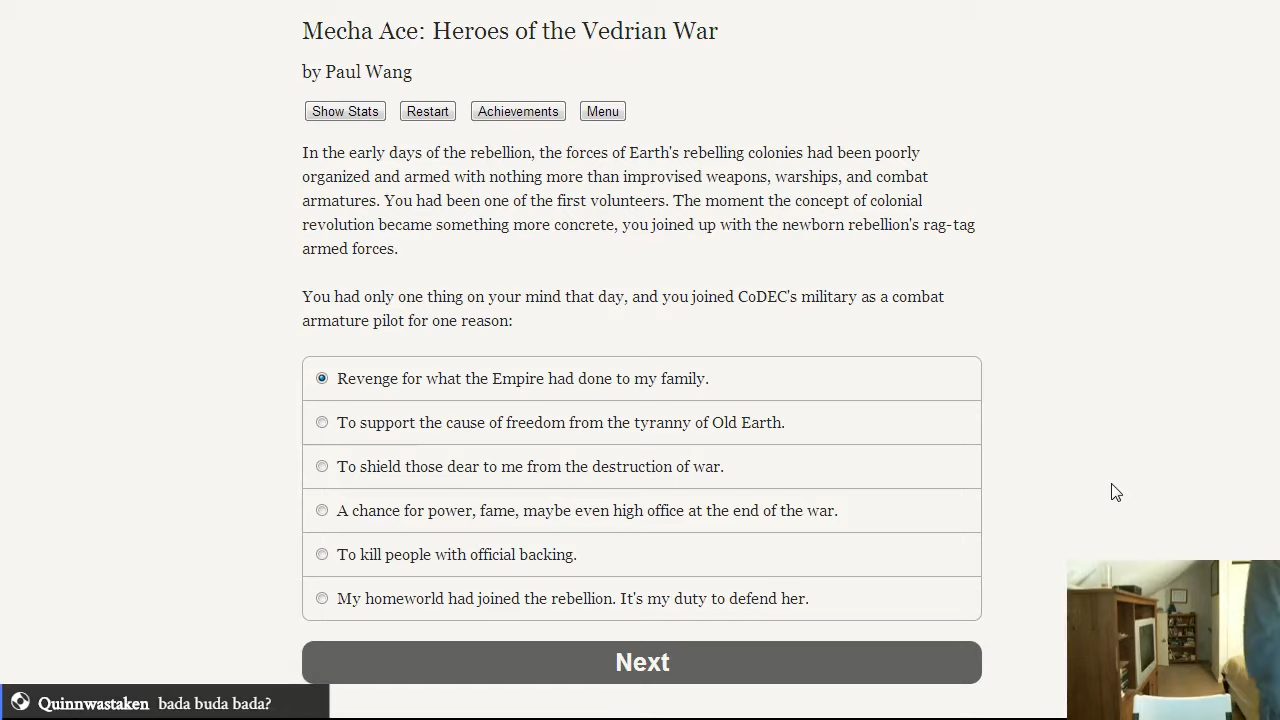 Mecha Ace: Heroes of the Vedrian War
by Paul Wang
Show Stats Restart Achievements Menu
In the early days of the rebellion, the forces of Earth's rebelling colonies had been poorly
organized and armed with nothing more than improvised weapons, warships, and combat
armatures. You had been one of the first volunteers. The moment the concept of colonial
revolution became something more concrete, you joined up with the newborn rebellion's rag-tag
armed forces.
You had only one thing on your mind that day, and you joined CoDEC's military as a combat
armature pilot for one reason:
Revenge for what the Empire had done to my family.
To support the cause of freedom from the tyranny of Old Earth.
To shield those dear to me from the destruction of war.
A chance for power, fame, maybe even high office at the end of the war.
To kill people with official backing.
My homeworld had joined the rebellion. It's my duty to defend her.
Next
Quinnwastaken bada buda bada?